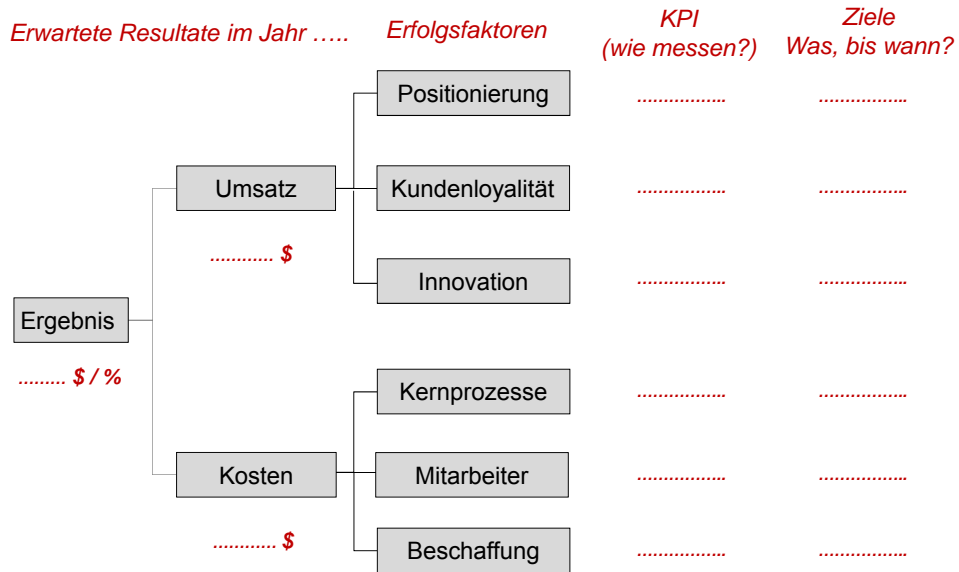 Erwartete Resultate im Jahr …..
Erfolgsfaktoren
KPI
(wie messen?)
Ziele
Was, bis wann?
Positionierung
.................. ..................
Umsatz
Kundenloyalität
.................. ..................
............ $
Innovation
.................. ..................
Ergebnis
......... $ / %
Kernprozesse
.................. ..................
Kosten
Mitarbeiter
.................. ..................
............ $
Beschaffung
.................. ..................